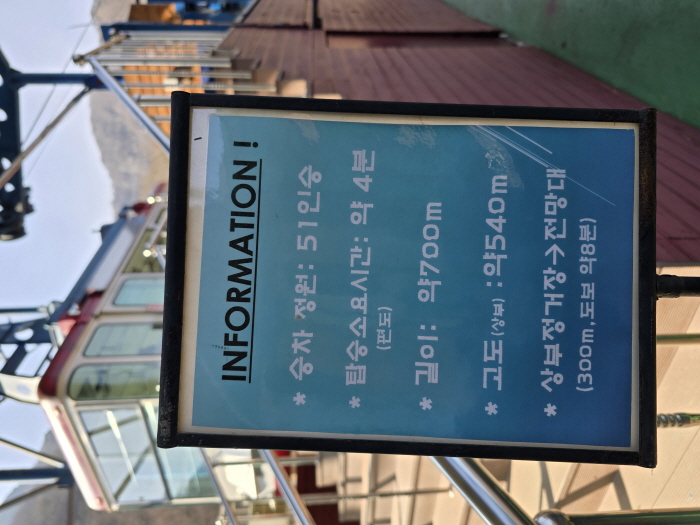 INFORMATION !
* 승차 정원: 51인승
* 탑승소요시간: 약 4분
(편도)
* 길이: 약700m
* 고도(상부) :약540m
* 상부정거장→전망대
(300m,도보 약8분)